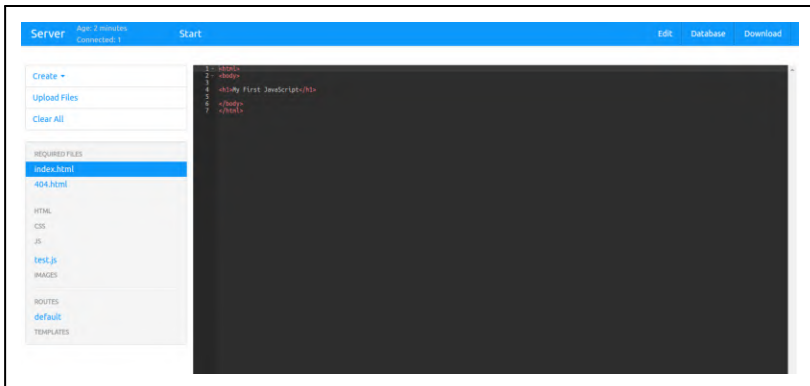 Server
Age: 2 minutes
Connected: 1
Start
Edit
Database
Download
Create
Upload Files
Clear All
REQUIRED FILES
index.html
404.html
HTML
CSS
JS
test.js
IMAGES
ROUTES
default
TEMPLATES
1 - <html>
2 - <body>
3
4 <h1>My First JavaScript</h1>
5
6 </body>
7 </html>